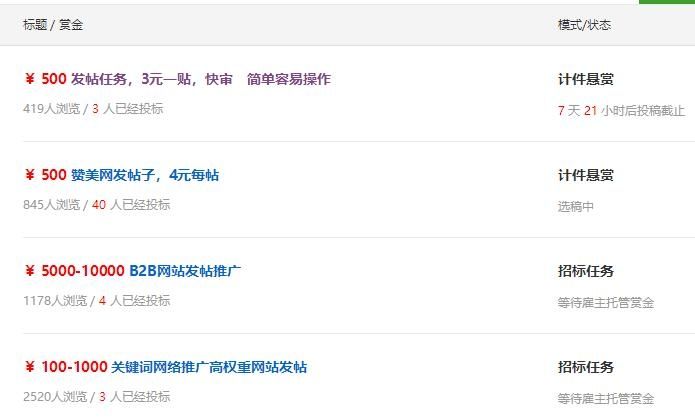 标题 / 赏金 模式/状态
¥ 500 发帖任务，3元一贴，快审 简单容易操作 计件悬赏
419人浏览 / 3 人已经投标 7 天 21 小时后投稿截止
¥ 500 赞美网发帖子，4元每帖 计件悬赏
845人浏览 / 40 人已经投标 选稿中
¥ 5000-10000 B2B网站发帖推广 招标任务
1178人浏览 / 4 人已经投标 等待雇主托管赏金
¥ 100-1000 关键词网络推广高权重网站发帖 招标任务
2520人浏览 / 3 人已经投标 等待雇主托管赏金